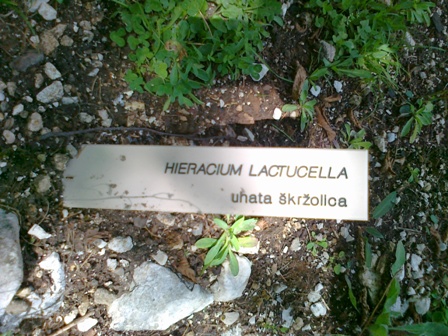 HIERACIUM LACTUCELLA
uhata škržolica